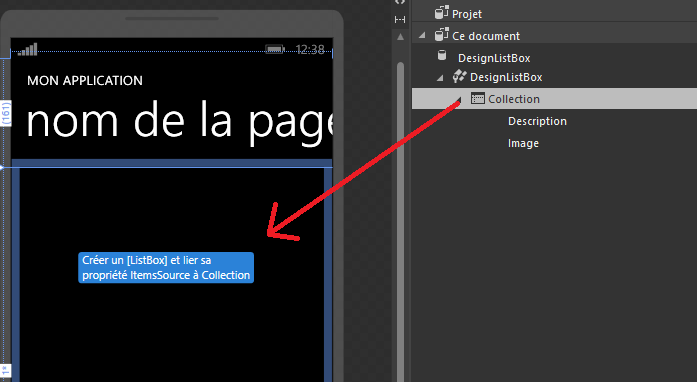 12:38
MON APPLICATION
nom de la page
(161)
Créer un [ListBox] et lier sa
propriété ItemsSource à Collection
1*
Projet
Ce document
DesignListBox
DesignListBox
Collection
Description
Image